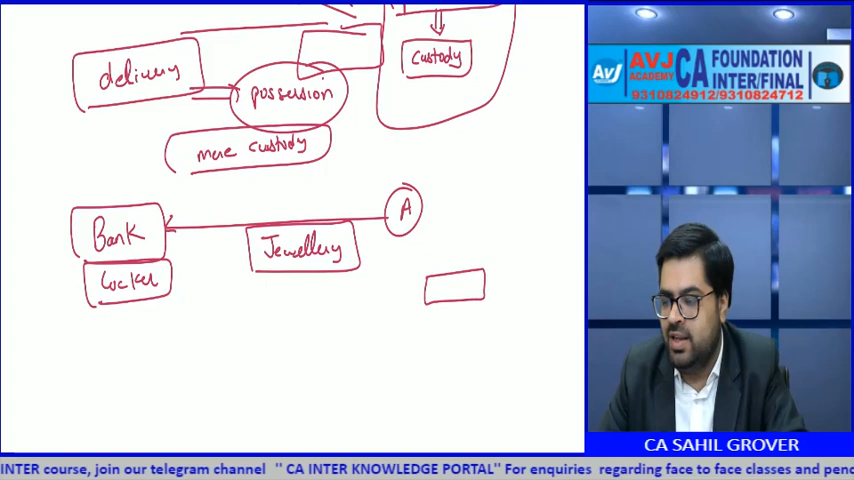 custody
delivery
possession
mere custody
A
Bank
Jewellery
Locker
AvJ
AVJ
ACADEMY
CA
FOUNDATION
INTER/FINAL
9310824912/9310824712
CA SAHIL GROVER
INTER course, join our telegram channel " CA INTER KNOWLEDGE PORTAL" For enquiries regarding face to face classes and pend